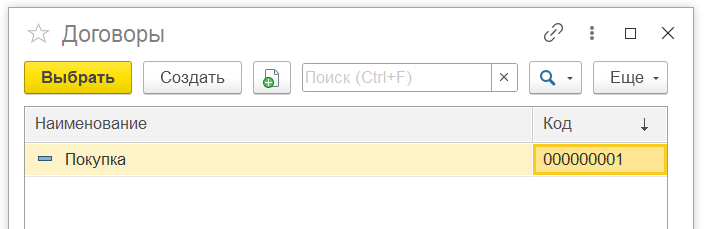 Договоры
Выбрать Создать Поиск (Ctrl+F) Еще
Наименование Код
Покупка 000000001